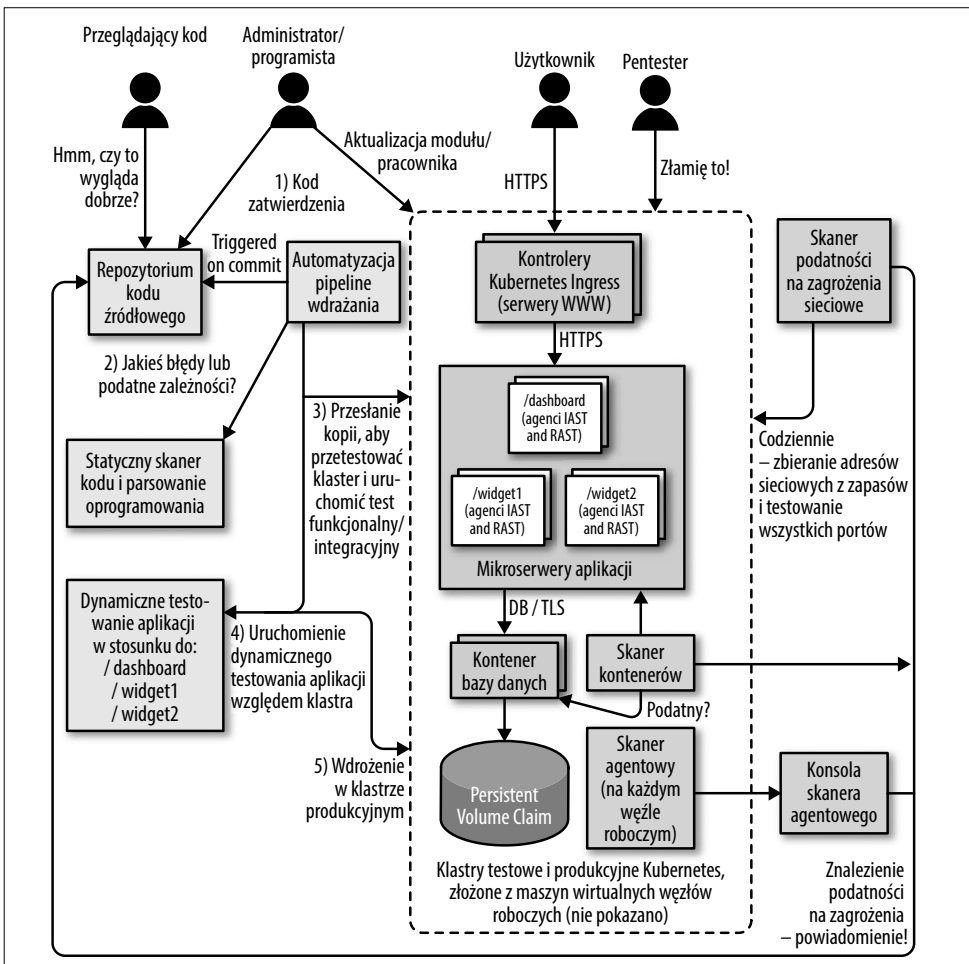 Przeglądający kod
Administrator/
programista
Użytkownik
Pentester
Hmm, czy to
wygląda
dobrze?
1) Kod
zatwierdzenia
Aktualizacja modułu/
pracownika
HTTPS
Złamię to!
Triggered
on commit
Repozytorium
kodu
źródłowego
Automatyzacja
pipeline
wdrażania
Kontrolery
Kubernetes Ingress
(serwery WWW)
Skaner
podatności
na zagrożenia
sieciowe
HTTPS
2) Jakieś błędy lub
podatne zależności?
/dashboard
(agenci IAST
and RAST)
3) Przesłanie
kopii, aby
przetestować
klaster i uru-
chomić test
funkcjonalny/
integracyjny
Codziennie
– zbieranie adresów
sieciowych z zapasów
i testowanie
wszystkich portów
Statyczny skaner
kodu i parsowanie
oprogramowania
/widget1
(agenci IAST
and RAST)
/widget2
(agenci IAST
and RAST)
Mikroserwery aplikacji
Dynamiczne testo-
wanie aplikacji
w stosunku do:
/ dashboard
/ widget1
/ widget2
DB / TLS
4) Uruchomienie
dynamicznego
testowania aplikacji
względem klastra
Kontener
bazy danych
Skaner
kontenerów
Podatny?
5) Wdrożenie
w klastrze
produkcyjnym
Persistent
Volume Claim
Skaner
agentowy
(na każdym
węźle
roboczym)
Konsola
skanera
agentowego
Klastry testowe i produkcyjne Kubernetes,
złożone z maszyn wirtualnych węzłów
roboczych (nie pokazano)
Znalezienie
podatności
na zagrożenia
– powiadomienie!